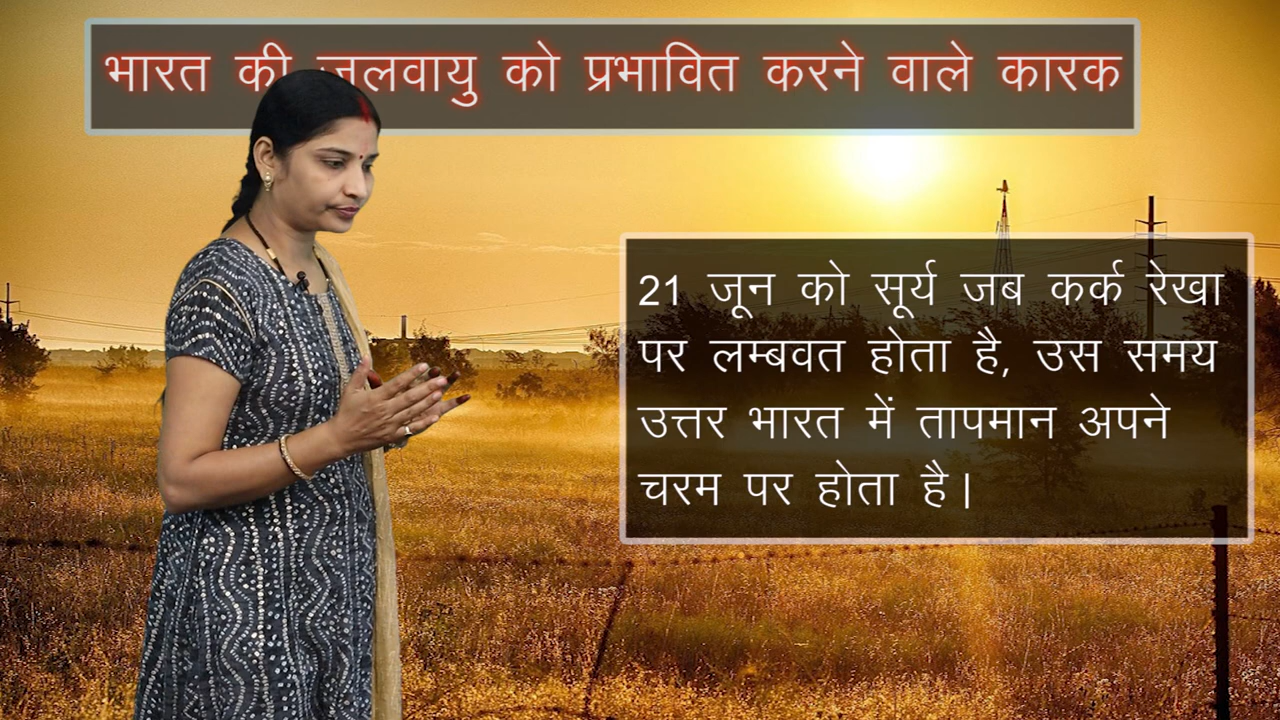 भारत की जलवायु को प्रभावित करने वाले कारक
21 जून को सूर्य जब कर्क रेखा
पर लम्बवत होता है, उस समय
उत्तर भारत में तापमान अपने
चरम पर होता है।